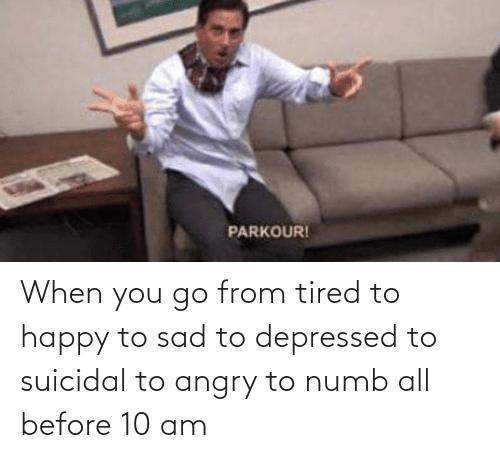 PARKOUR!
When you go from tired to
happy to sad to depressed to
suicidal to angry to numb all
before 10 am